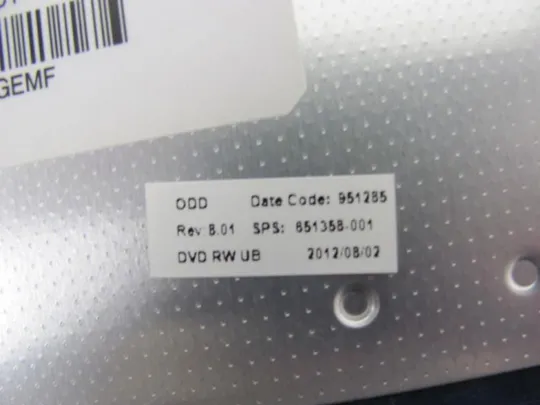 GEMF
ODD Date Code: 951285
Rev:8.01 SPS: 651358-001
DVD RW UB 2012/08/02